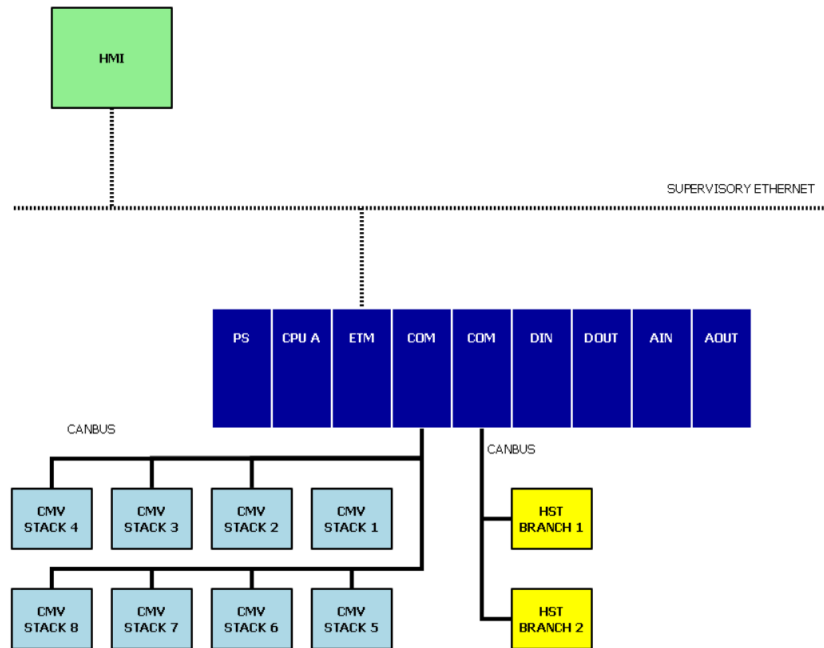 HMI
SUPERVISORY ETHERNET
PS
CPU A
ETM
COM
COM
DIN
DOUT
AIN
AOUT
CANBUS
CANBUS
CMV
STACK 4
CMV
STACK 3
CMV
STACK 2
CMV
STACK 1
HST
BRANCH 1
CMV
STACK 8
CMV
STACK 7
CMV
STACK 6
CMV
STACK 5
HST
BRANCH 2